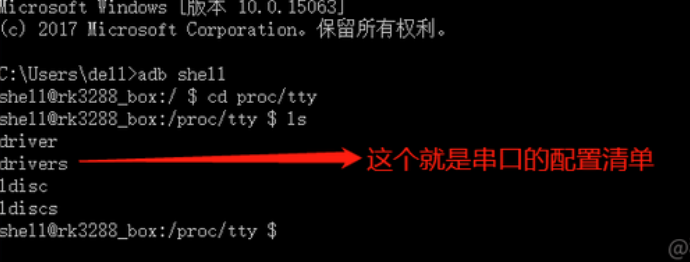 Microsoft Windows [版本 10.0.15063]
(c) 2017 Microsoft Corporation。保留所有权利。
C:\Users\dell>adb shell
shell@rk3288_box:/ $ cd proc/tty
shell@rk3288_box:/proc/tty $ ls
driver
drivers 这个就是串口的配置清单
ldisc
ldiscs
shell@rk3288_box:/proc/tty $
@